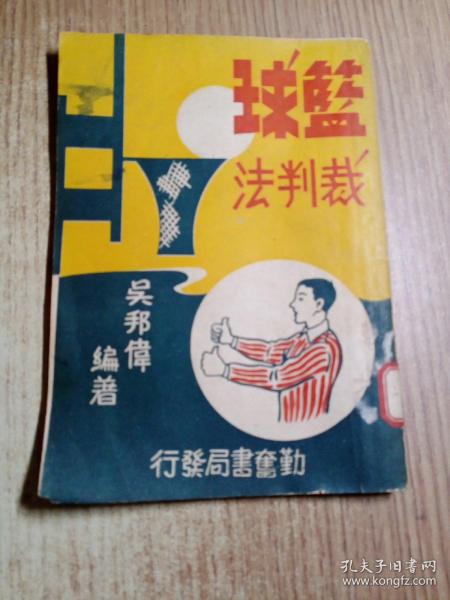 籃球
裁判法
吳邦偉
編著
勤奮書局發行
孔夫子旧书网
www.kongfz.com